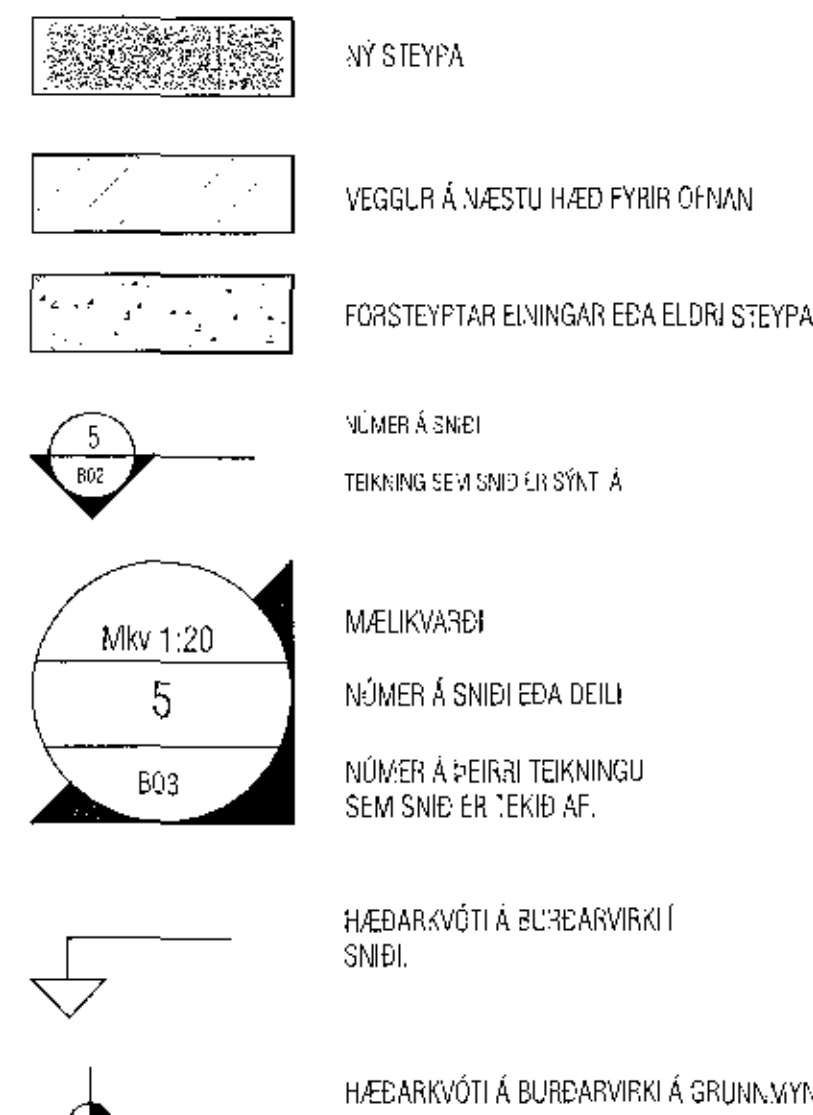 NÝ STEYPA
VEGGUR Á NÆSTU HÆÐ FYRIR OFNAN
FORSTEYPTAR EININGAR EÐA ELDRI STEYPA
5
B02
NÚMER Á SNIÐI
TEIKNING SEM SNIÐ ER SÝNT Á
Mkv 1:20
MÆLIKVARÐI
5
NÚMER Á SNIÐI EÐA DEILI
B03
NÚMER Á ÞEIRRI TEIKNINGU
SEM SNIÐ ER TEKIÐ AF.
HÆÐARKVÓTI Á BURÐARVIRKI Í
SNIÐI.
HÆÐARKVÓTI Á BURÐARVIRKI Á GRUNNMYN